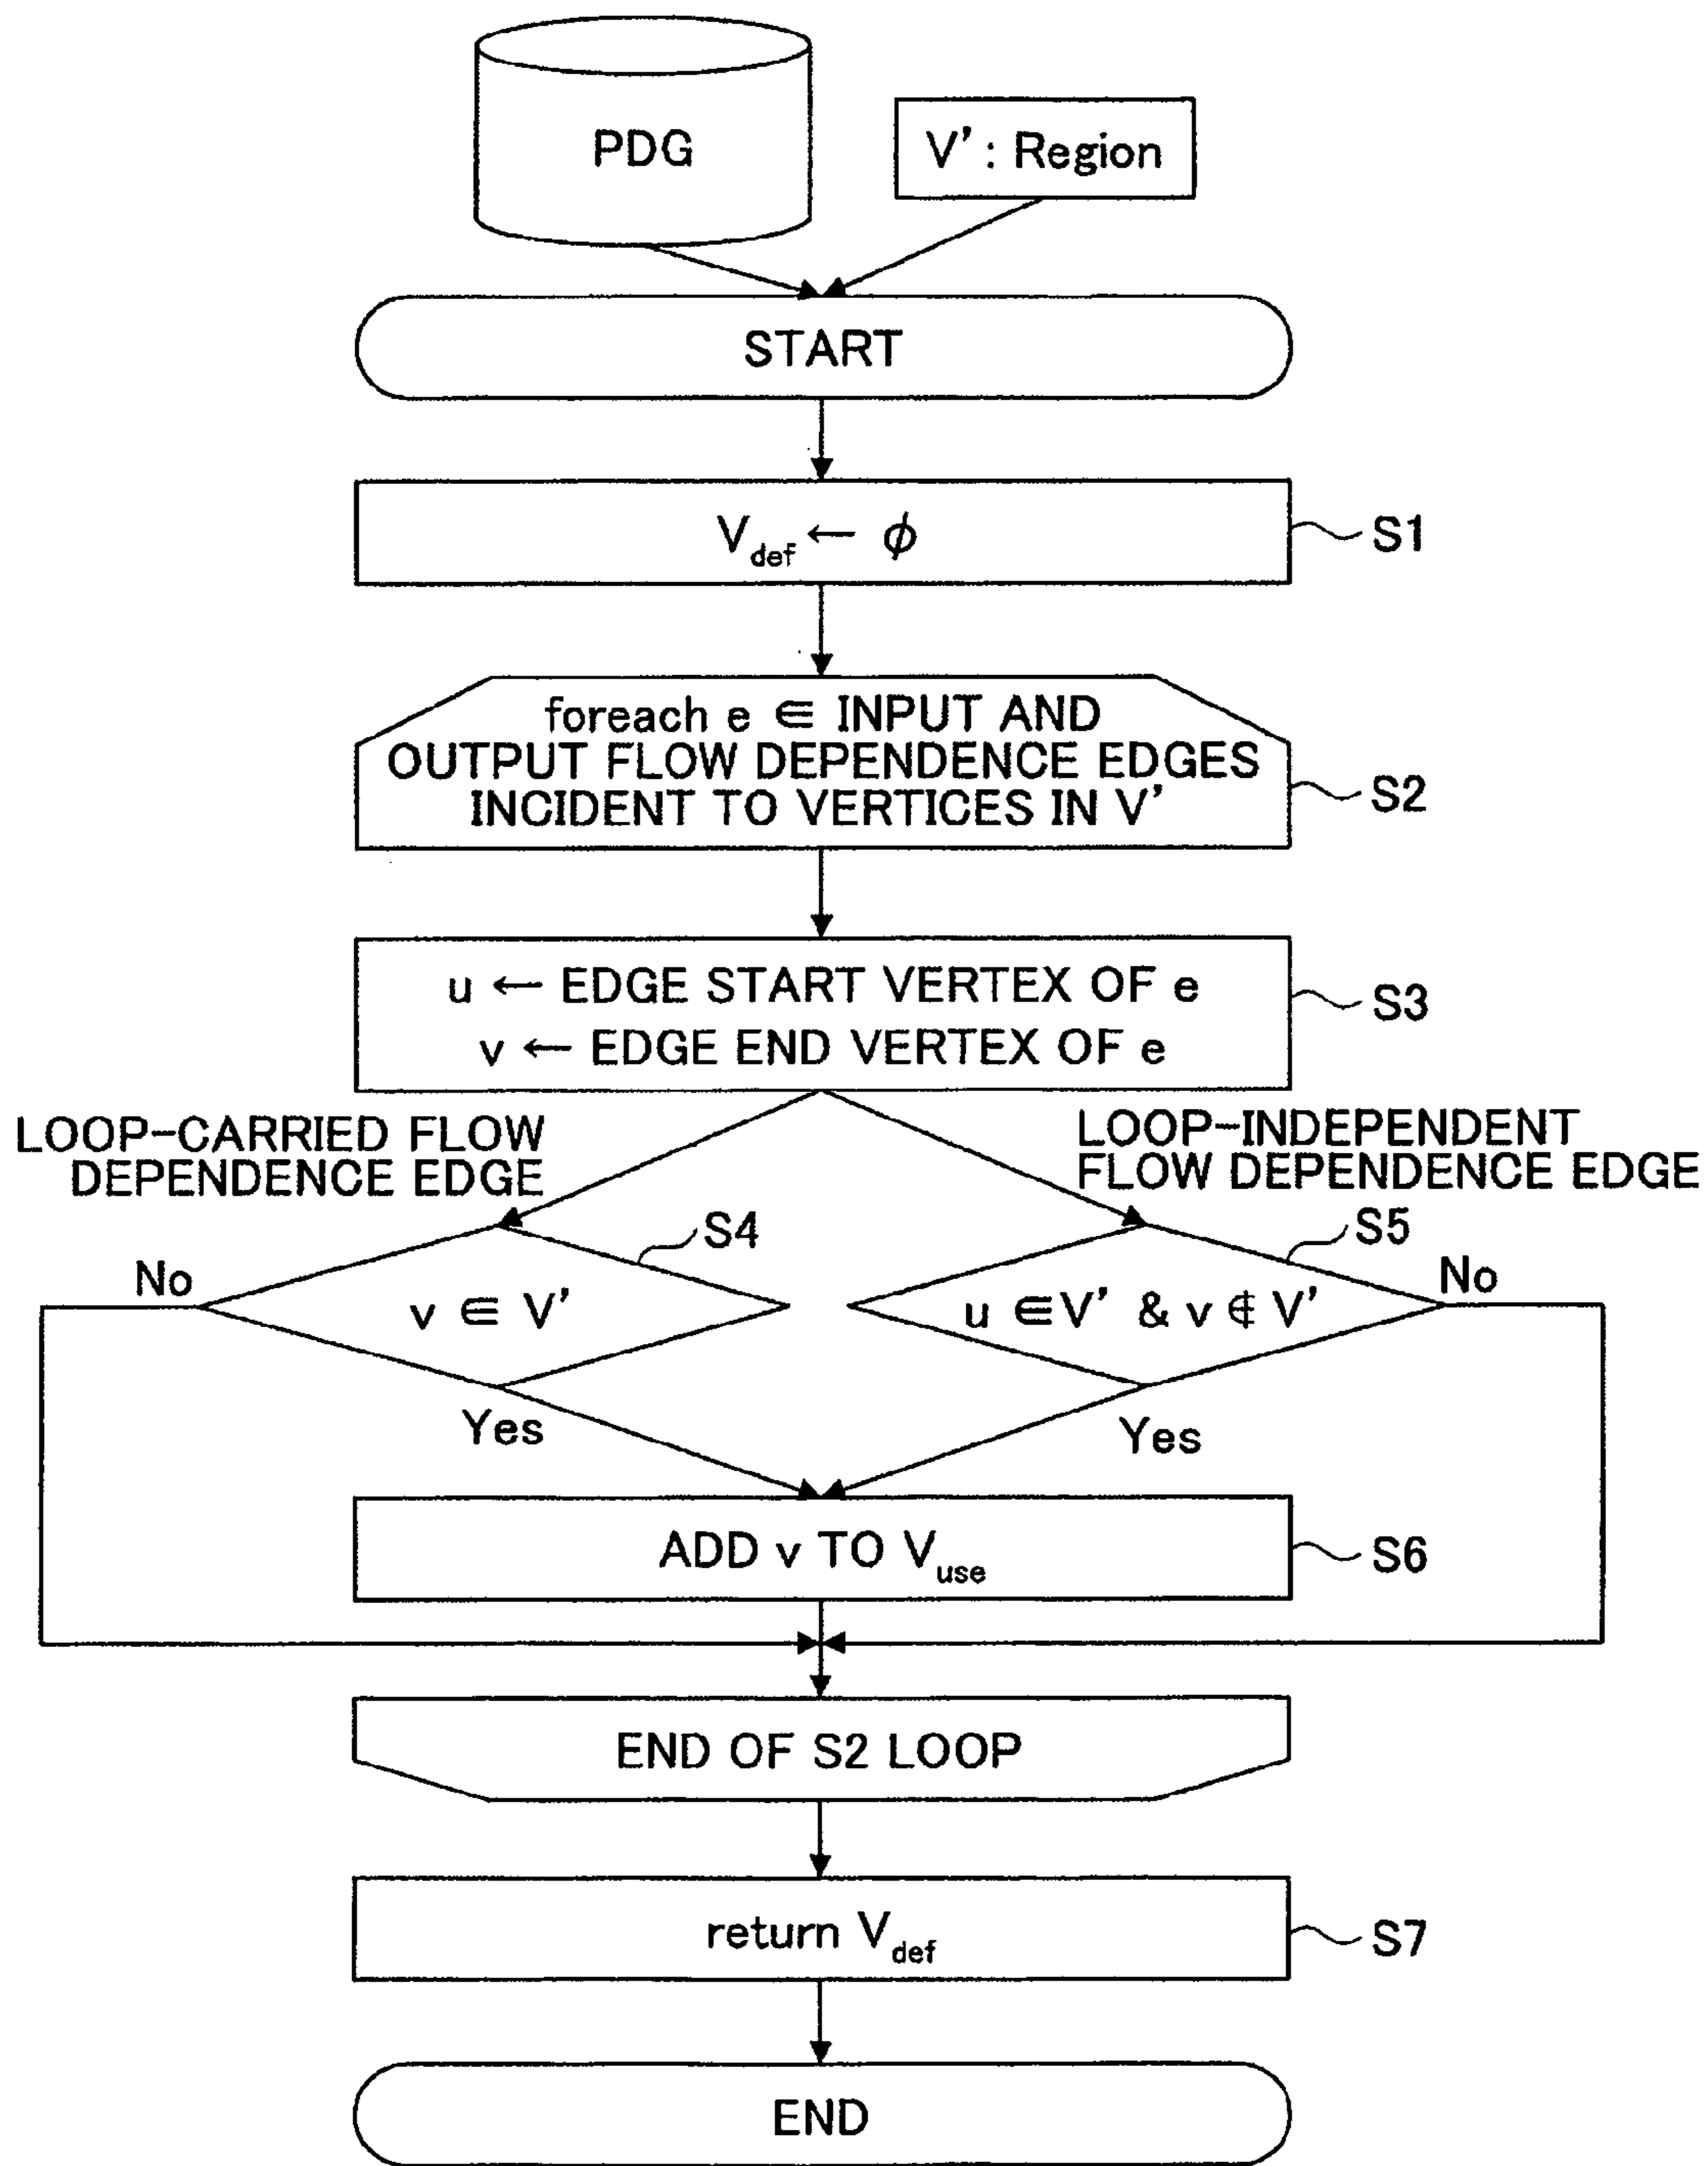 PDG
V' : Region
START
V_def ← ϕ
S1
foreach e ∈ INPUT AND
OUTPUT FLOW DEPENDENCE EDGES
INCIDENT TO VERTICES IN V'
S2
u ← EDGE START VERTEX OF e
v ← EDGE END VERTEX OF e
S3
LOOP-CARRIED FLOW
DEPENDENCE EDGE
LOOP-INDEPENDENT
FLOW DEPENDENCE EDGE
S4
S5
No
v ∈ V'
u ∈ V' & v ∉ V'
No
Yes
Yes
ADD v TO V_use
S6
END OF S2 LOOP
return V_def
S7
END